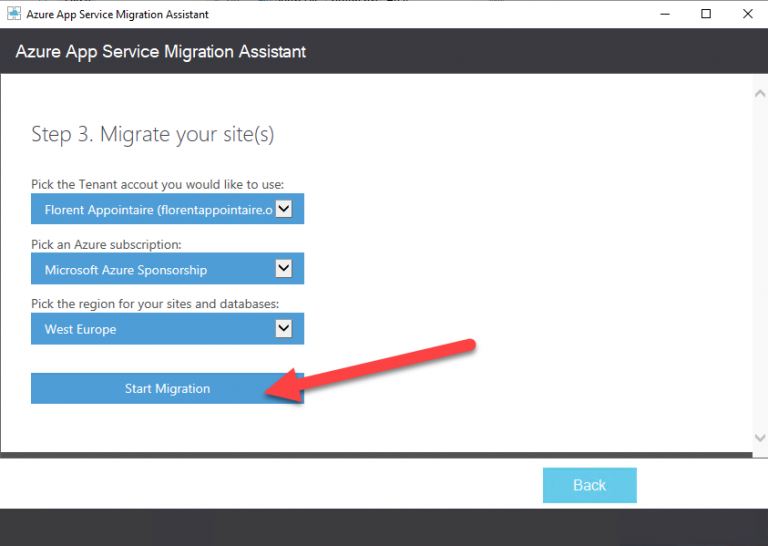 Azure App Service Migration Assistant
Azure App Service Migration Assistant
Step 3. Migrate your site(s)
Pick the Tenant accout you would like to use:
Florent Appointaire (florentappointaire.o
Pick an Azure subscription:
Microsoft Azure Sponsorship
Pick the region for your sites and databases:
West Europe
Start Migration
Back